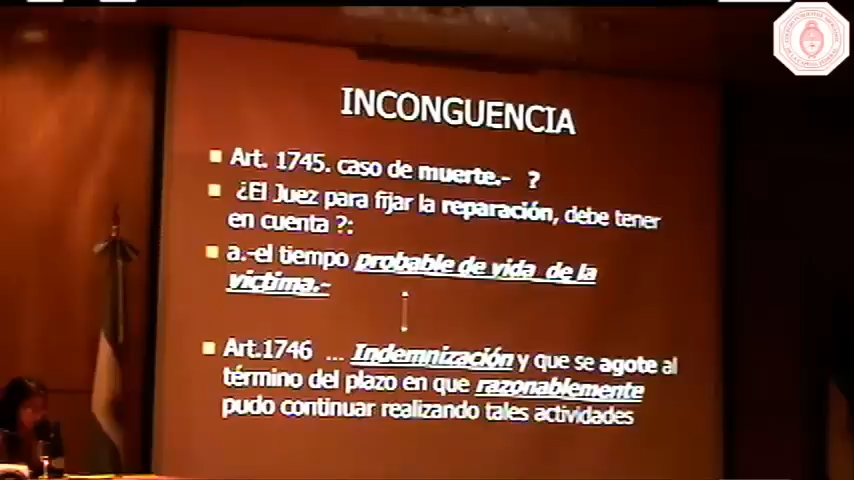 INCONGUENCIA
Art. 1745. caso de muerte.- ?
¿El Juez para fijar la reparación, debe tener
en cuenta ?:
a.-el tiempo probable de vida de la
victima.-
Art.1746 ... Indemnización y que se agote al
término del plazo en que razonablemente
pudo continuar realizando tales actividades